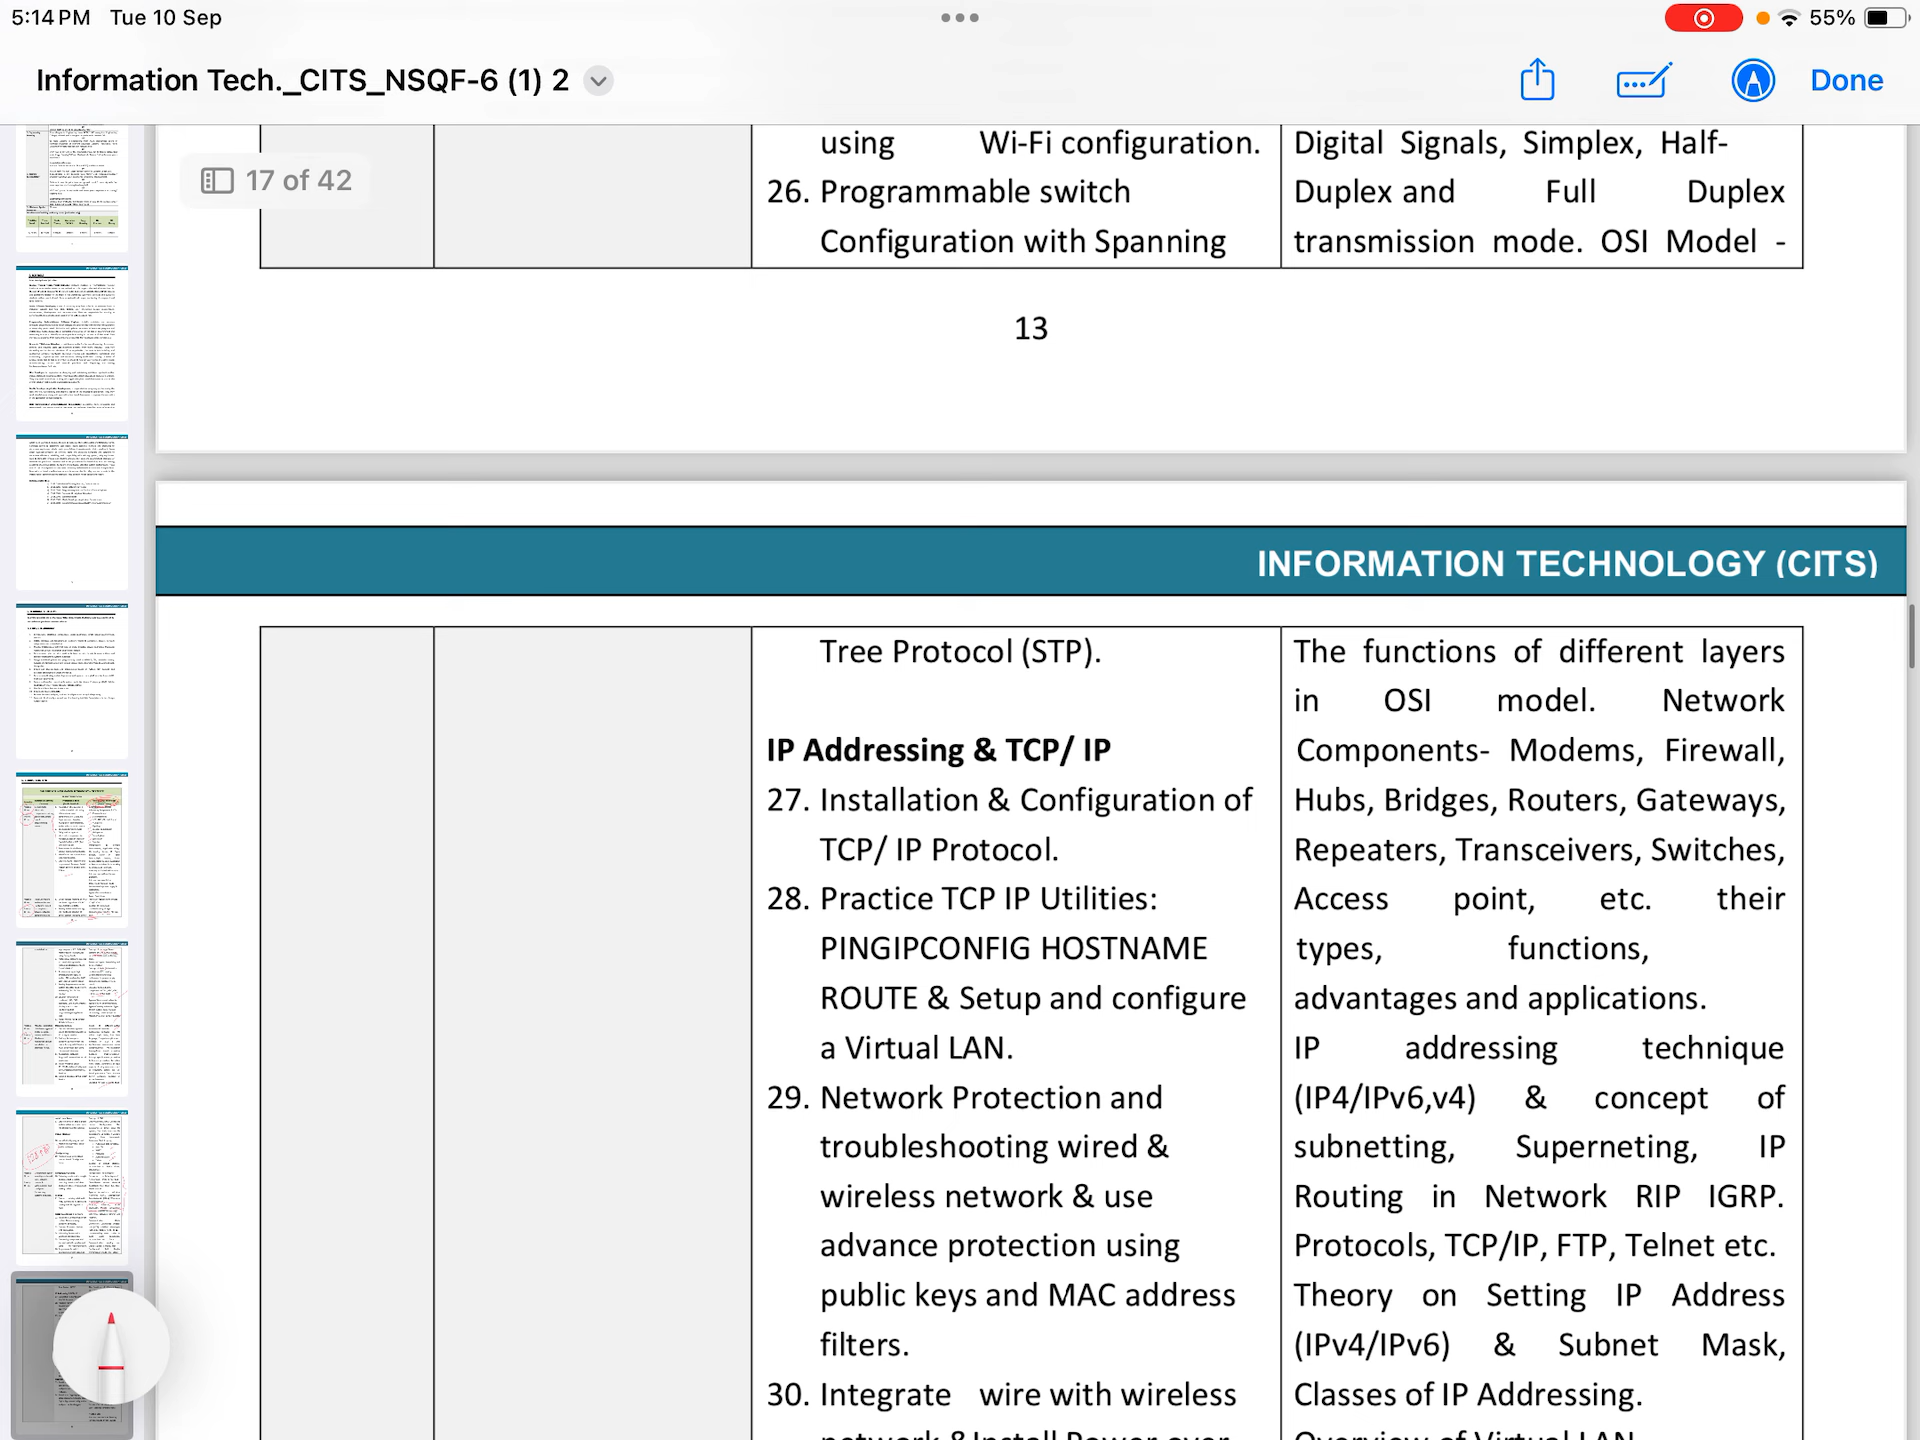 5:14 PM Tue 10 Sep
55%
Information Tech._CITS_NSQF-6 (1) 2
Done
17 of 42
using Wi-Fi configuration.
26. Programmable switch
Configuration with Spanning
Digital Signals, Simplex, Half-
Duplex and Full Duplex
transmission mode. OSI Model -
13
INFORMATION TECHNOLOGY (CITS)
Tree Protocol (STP).
IP Addressing & TCP/ IP
27. Installation & Configuration of
TCP/ IP Protocol.
28. Practice TCP IP Utilities:
PINGIPCONFIG HOSTNAME
ROUTE & Setup and configure
a Virtual LAN.
29. Network Protection and
troubleshooting wired &
wireless network & use
advance protection using
public keys and MAC address
filters.
30. Integrate wire with wireless
network & Install Power over
The functions of different layers
in OSI model. Network
Components- Modems, Firewall,
Hubs, Bridges, Routers, Gateways,
Repeaters, Transceivers, Switches,
Access point, etc. their
types, functions,
advantages and applications.
IP addressing technique
(IP4/IPv6,v4) & concept of
subnetting, Superneting, IP
Routing in Network RIP IGRP.
Protocols, TCP/IP, FTP, Telnet etc.
Theory on Setting IP Address
(IPv4/IPv6) & Subnet Mask,
Classes of IP Addressing.
Overview of Virtual LAN